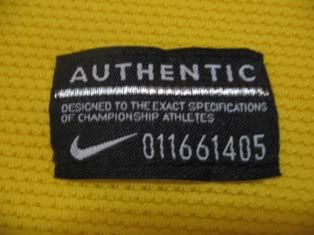 AUTHENTIC
DESIGNED TO THE EXACT SPECIFICATIONS
OF CHAMPIONSHIP ATHLETES
011661405